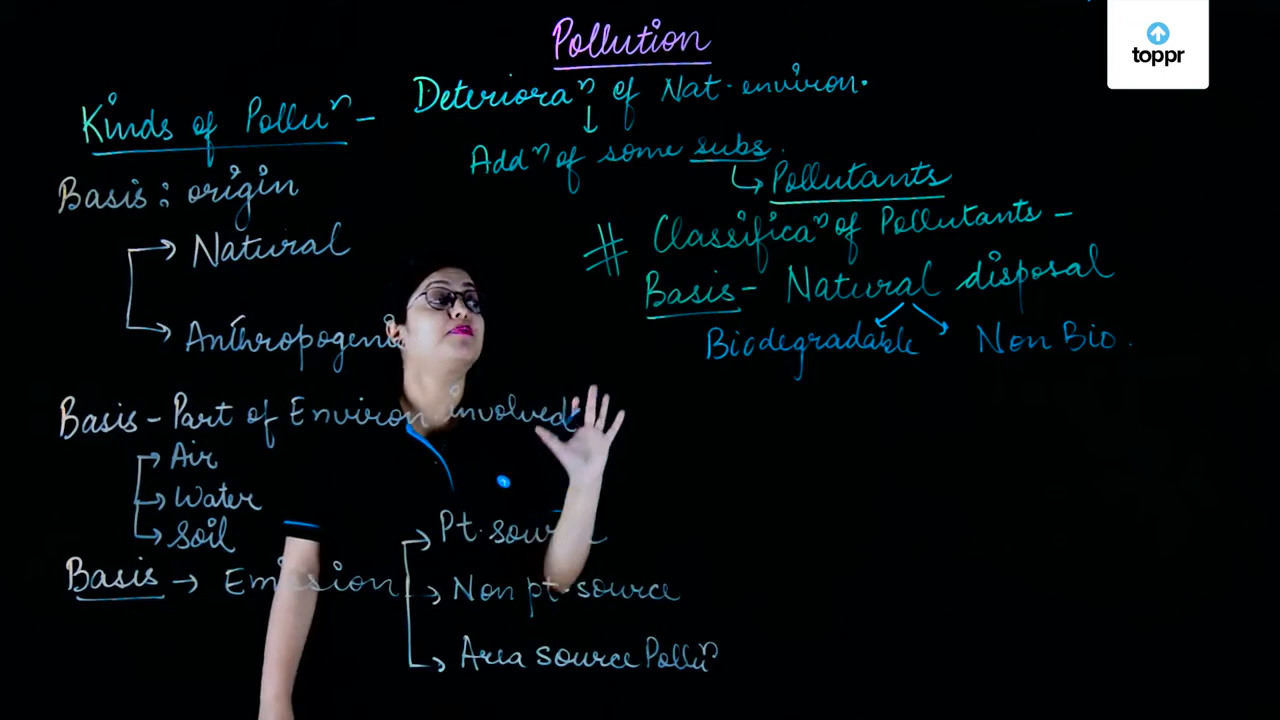 Pollution
toppr
Deterioraⁿ of Nat. environ.
Addⁿ of some subs.
Pollutants
Kinds of Polluⁿ -
Basis : origin
Natural
Anthropogeni
Basis - Part of Environ. involved
Air
Water
Soil
Basis → Emission
Pt. sou
Non pt. source
Area source Polluⁿ
# Classificaⁿ of Pollutants -
Basis - Natural disposal
Biodegradable
Non Bio.